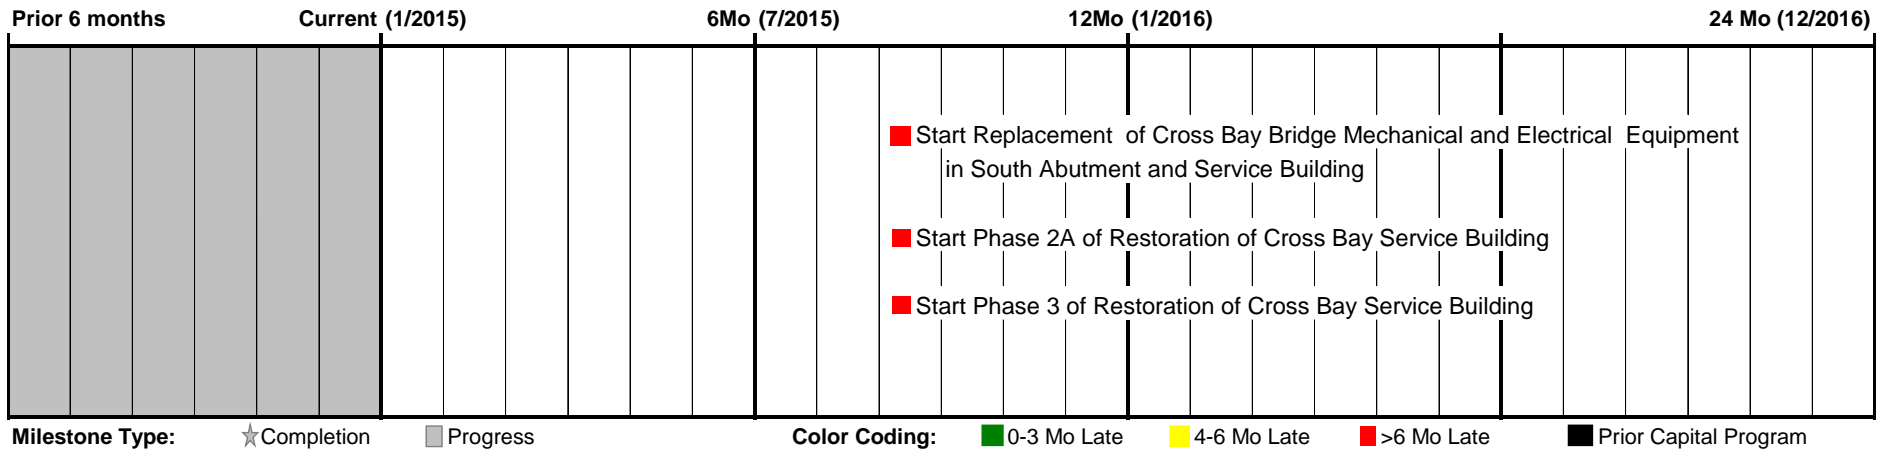 Prior 6 months Current (1/2015) 6Mo (7/2015) 12Mo (1/2016) 24 Mo (12/2016)
Start Replacement of Cross Bay Bridge Mechanical and Electrical Equipment
in South Abutment and Service Building
Start Phase 2A of Restoration of Cross Bay Service Building
Start Phase 3 of Restoration of Cross Bay Service Building
Milestone Type: Completion Progress Color Coding: 0-3 Mo Late 4-6 Mo Late >6 Mo Late Prior Capital Program